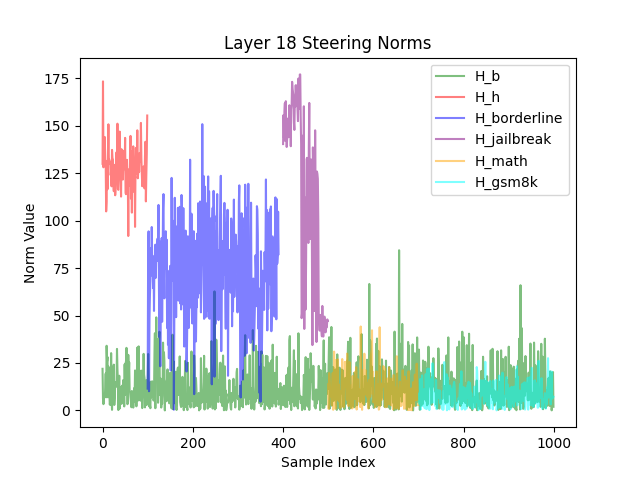 Layer 18 Steering Norms
H_b
H_h
H_borderline
H_jailbreak
H_math
H_gsm8k
Norm Value
175
150
125
100
75
50
25
0
0 200 400 600 800 1000
Sample Index